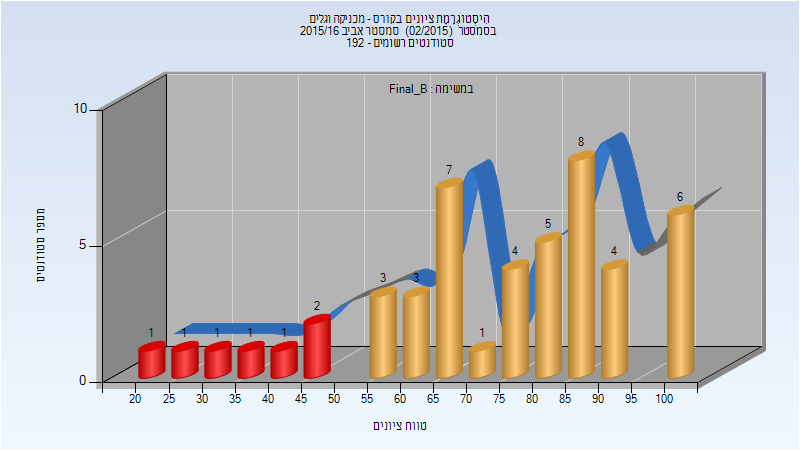 היסטוגרמת ציונים בקורס - מכניקה וגלים
בסמסטר (02/2015) סמסטר אביב 2015/16
סטודנטים רשומים - 192
במשימה : Final_B
מספר סטודנטים
10
5
0
1
1
1
1
1
2
3
3
7
1
4
5
8
4
6
20 25 30 35 40 45 50 55 60 65 70 75 80 85 90 95 100
טווח ציונים